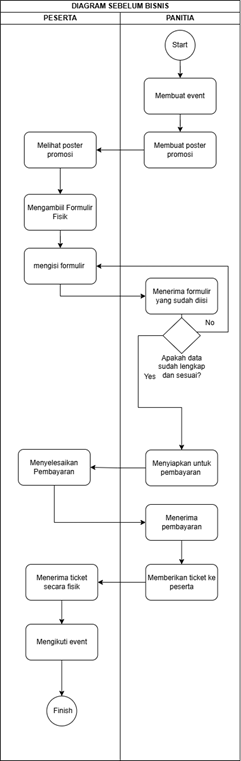 DIAGRAM SEBELUM BISNIS
PESERTA
PANITIA
Start
Membuat event
Membuat poster
promosi
Melihat poster
promosi
Mengambiil Formulir
Fisik
mengisi formulir
Menerima formulir
yang sudah diisi
No
Apakah data
sudah lengkap
dan sesuai?
Yes
Menyiapkan untuk
pembayaran
Menyelesaikan
Pembayaran
Menerima
pembayaran
Memberikan ticket ke
peserta
Menerima ticket
secara fisik
Mengikuti event
Finish